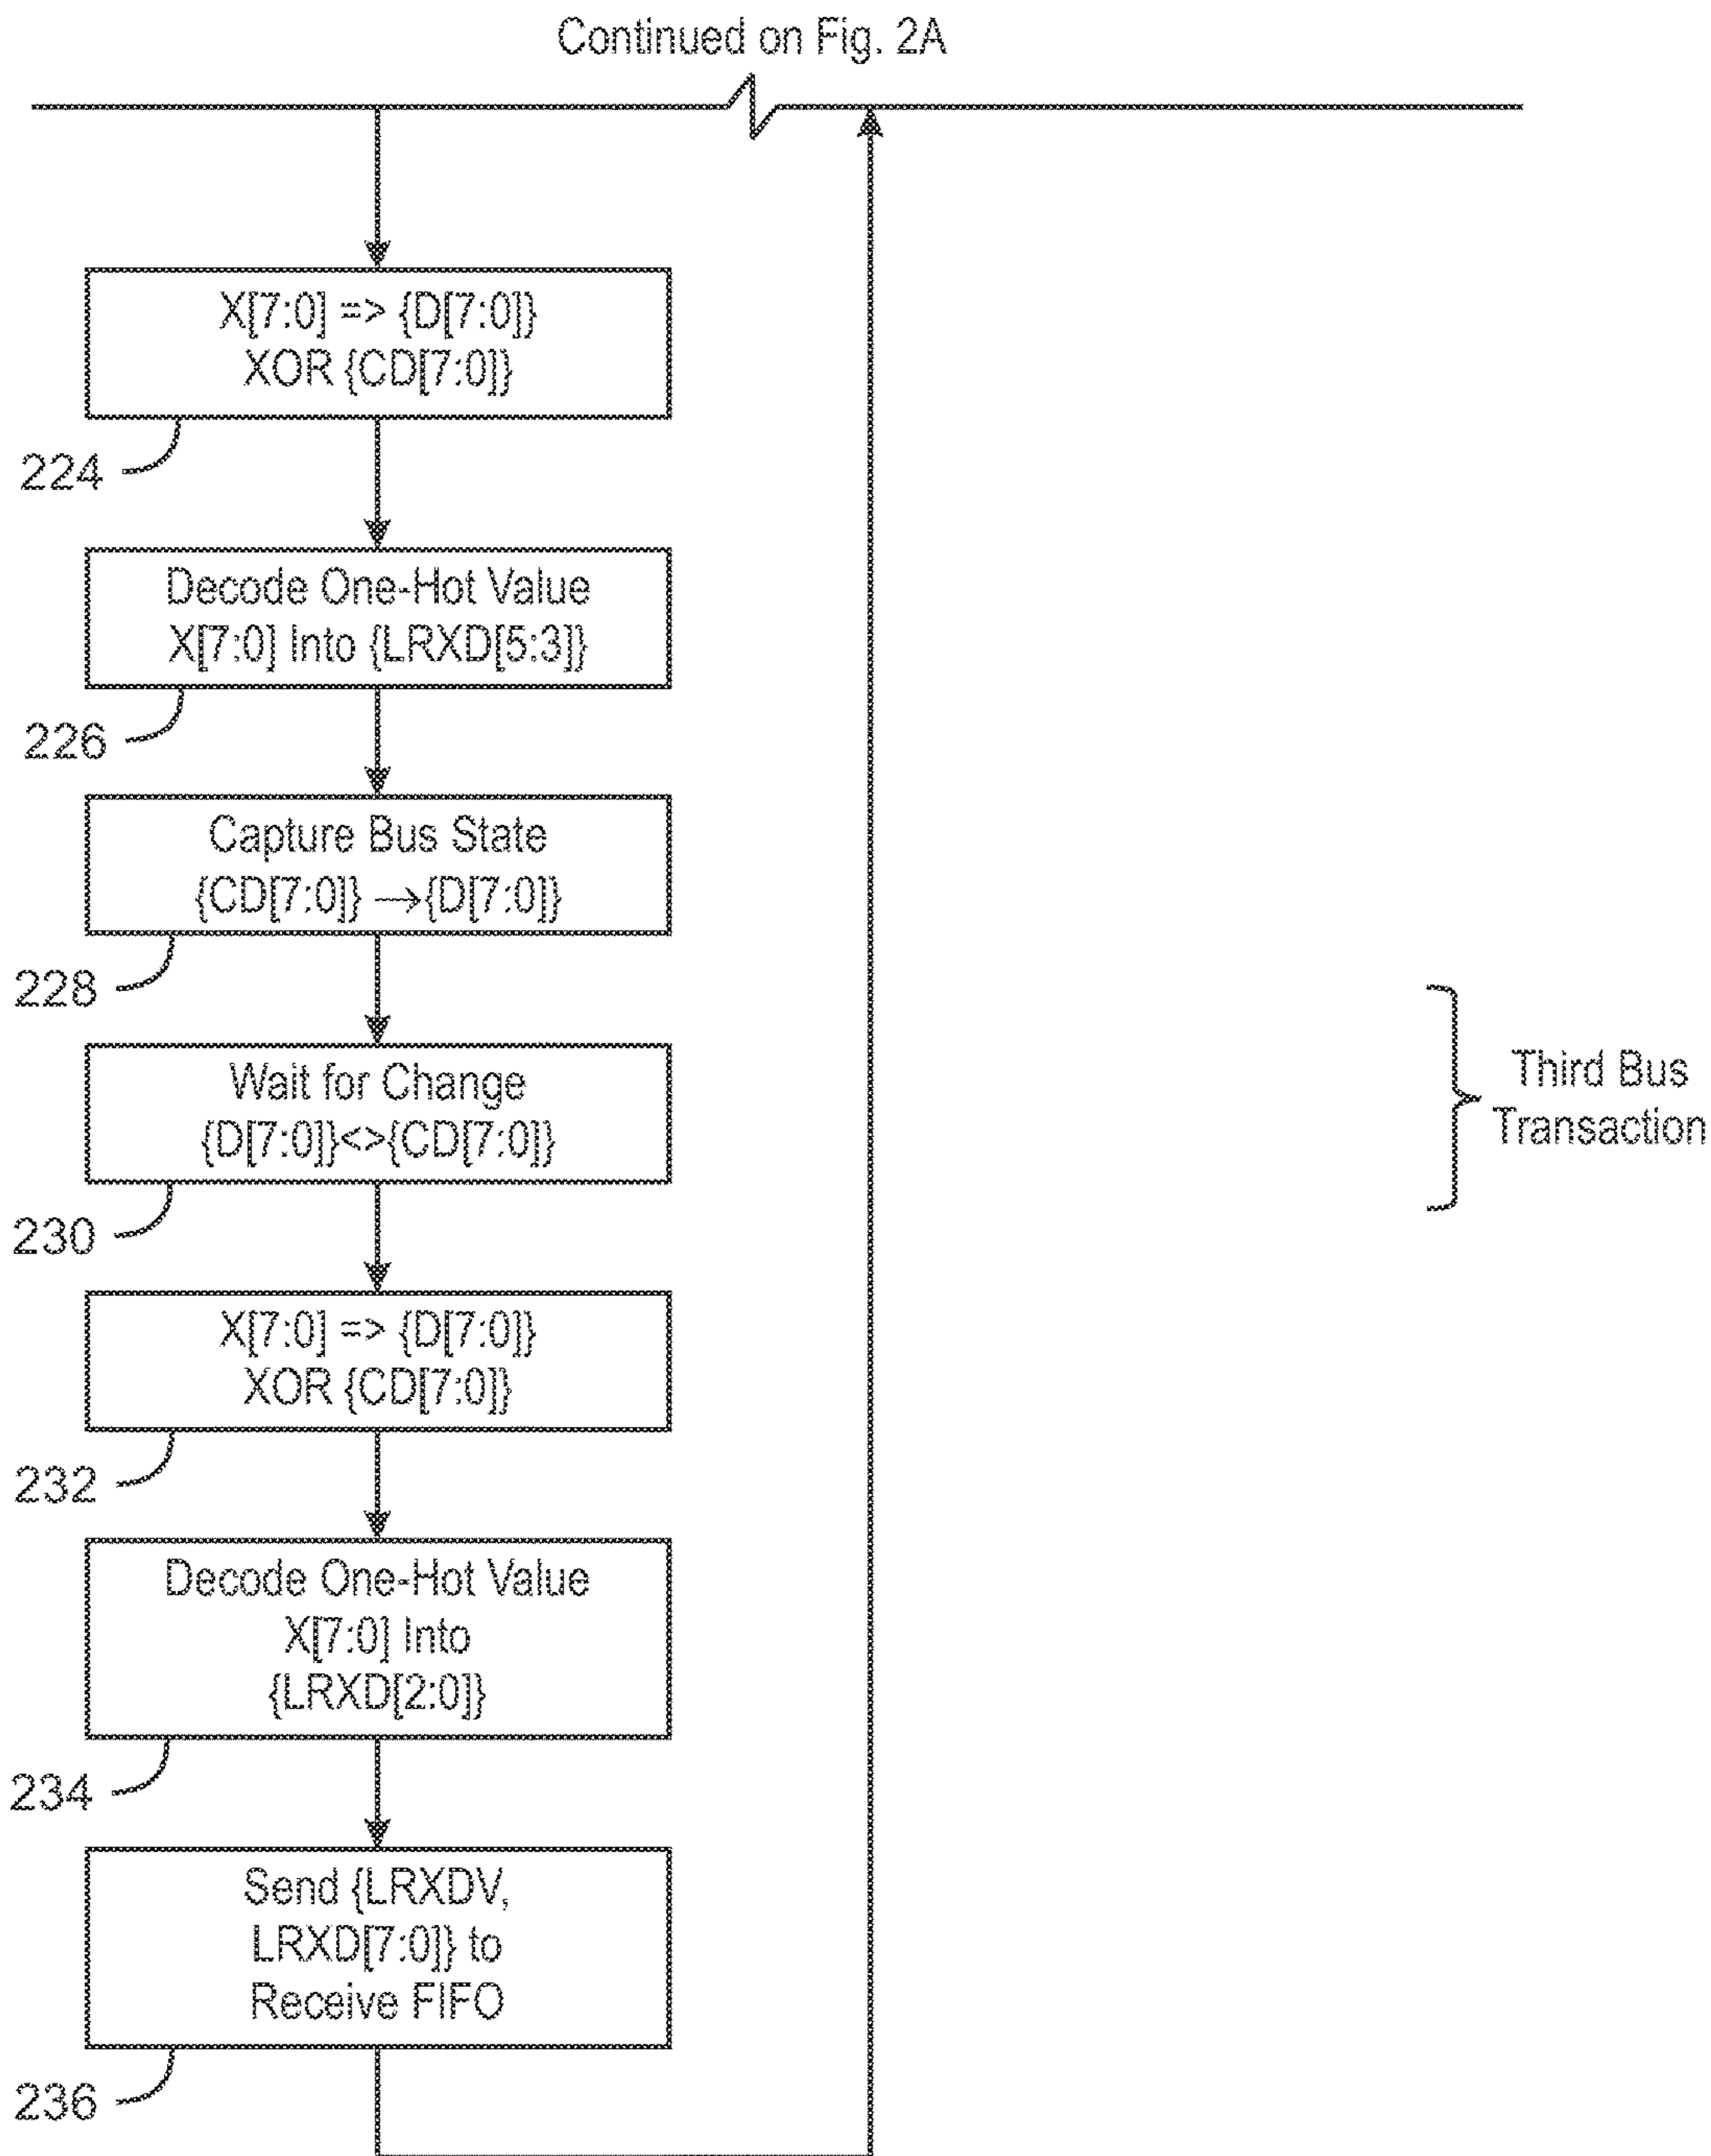 Continued on Fig. 2A
X[7:0] => {D[7:0]}
XOR {CD[7:0]}
224
Decode One-Hot Value
X[7:0] Into {LRXD[5:3]}
226
Capture Bus State
{CD[7:0]} →{D[7:0]}
228
Wait for Change
{D[7:0]}<>{CD[7:0]}
230
Third Bus
Transaction
X[7:0] => {D[7:0]}
XOR {CD[7:0]}
232
Decode One-Hot Value
X[7:0] Into
{LRXD[2:0]}
234
Send {LRXDV,
LRXD[7:0]} to
Receive FIFO
236